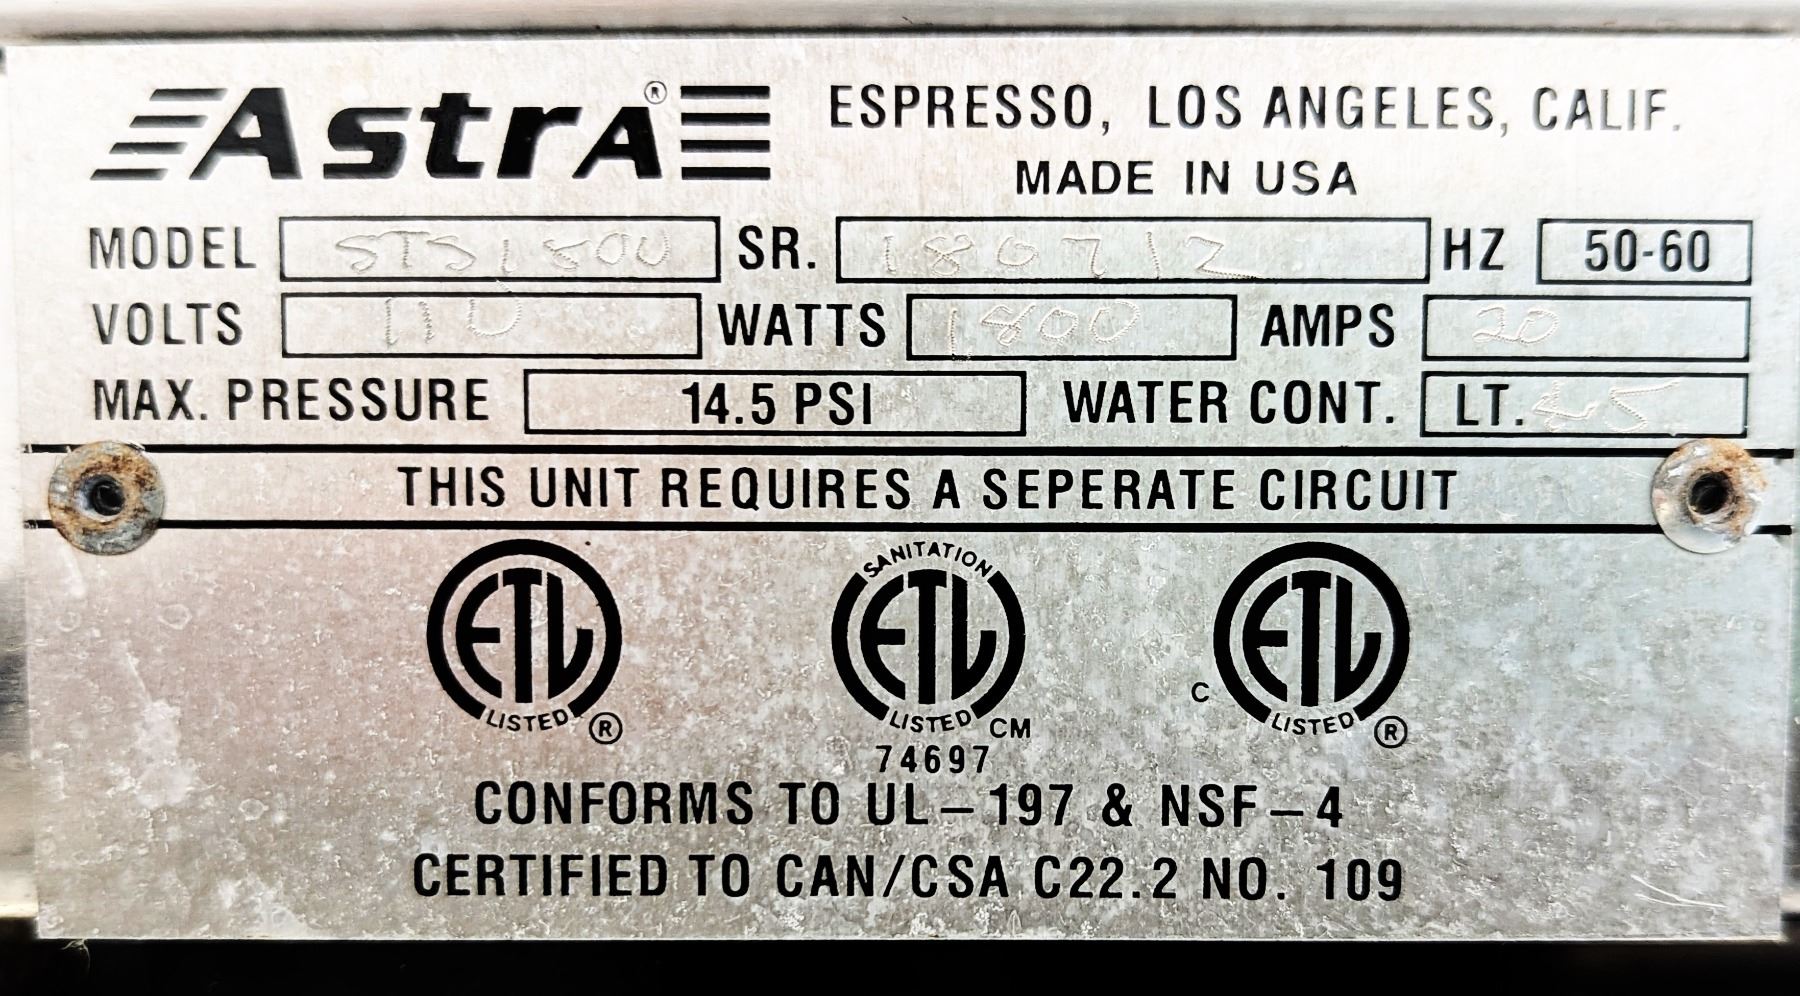 Astra® ESPRESSO, LOS ANGELES, CALIF.
MADE IN USA
MODEL STS1800 SR. 180712 HZ 50-60
VOLTS 110 WATTS 1800 AMPS 20
MAX. PRESSURE 14.5 PSI WATER CONT. LT.
THIS UNIT REQUIRES A SEPERATE CIRCUIT
ETL LISTED ®
SANITATION ETL LISTED CM
74697
C ETL LISTED ®
CONFORMS TO UL-197 & NSF-4
CERTIFIED TO CAN/CSA C22.2 NO. 109